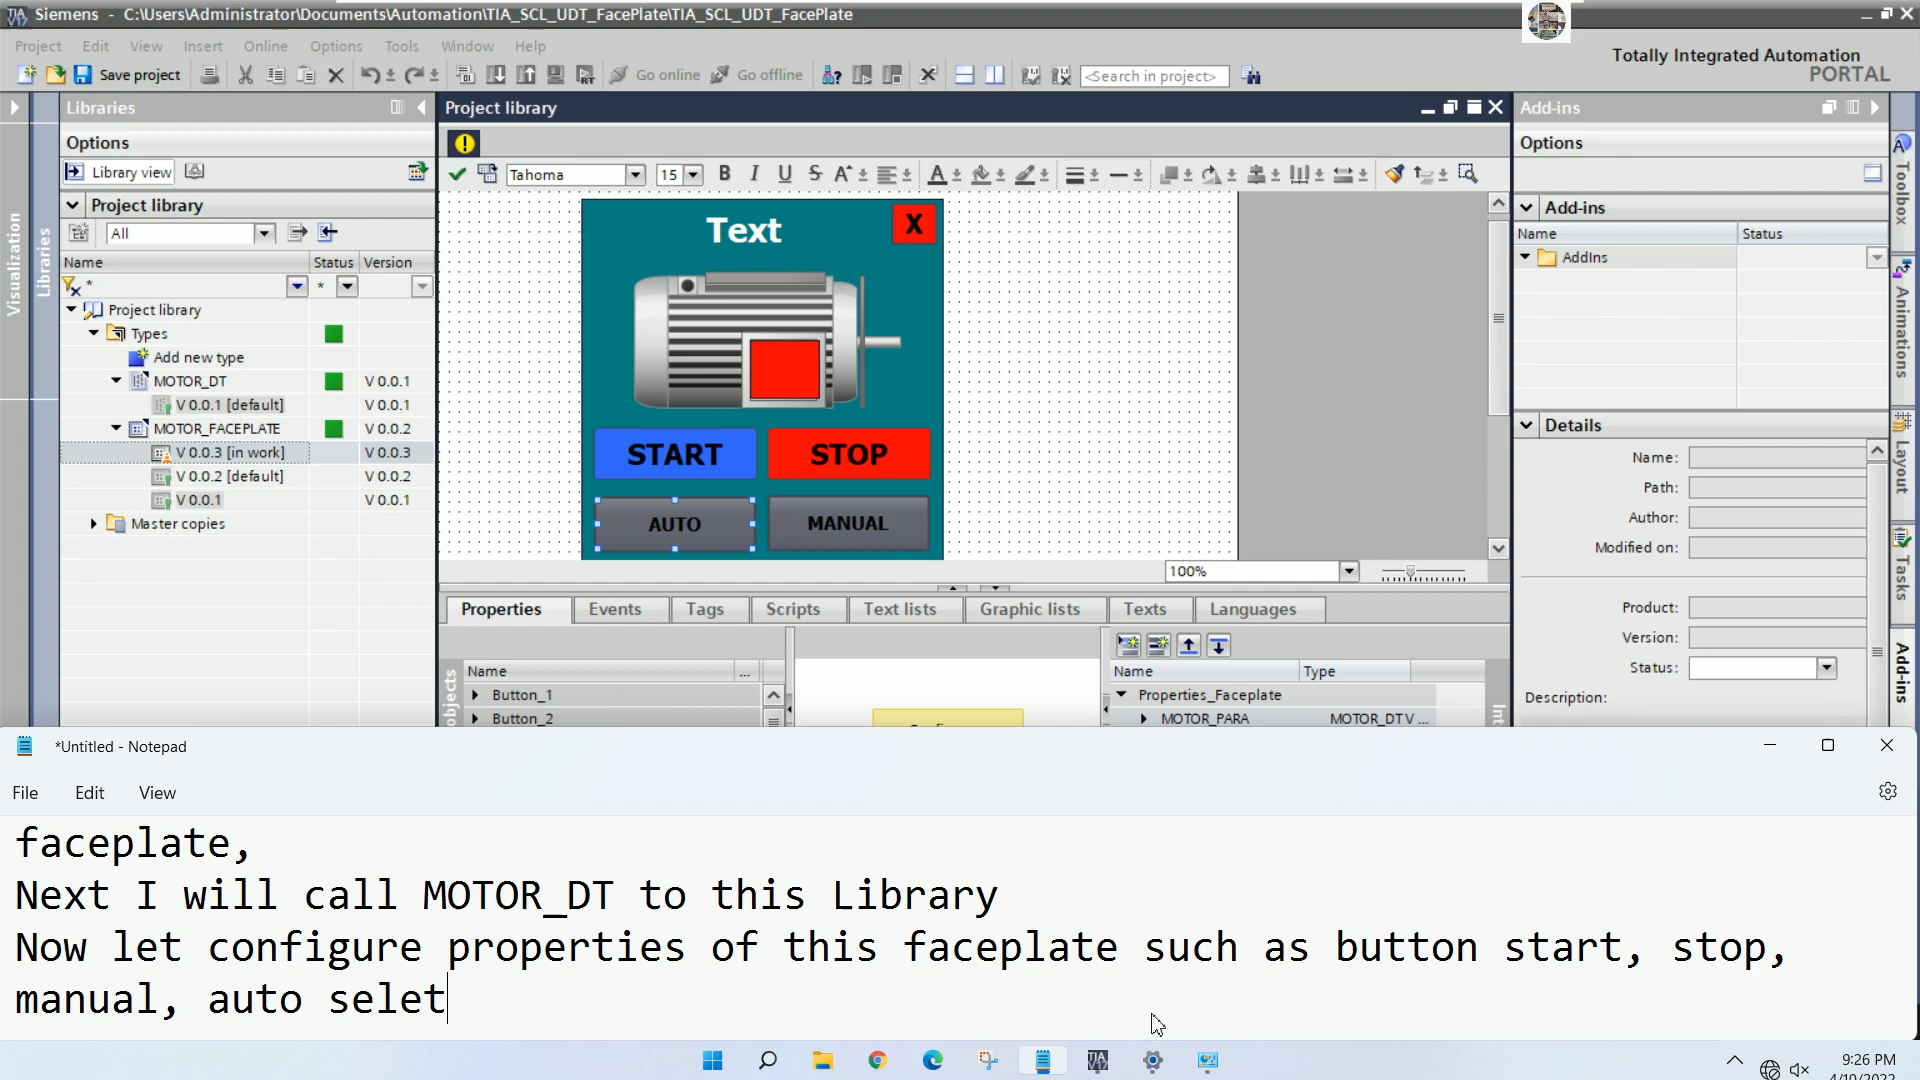 Siemens - C:\Users\Administrator\Documents\Automation\TIA_SCL_UDT_FacePlate\TIA_SCL_UDT_FacePlate
Project Edit View Insert Online Options Tools Window Help
Totally Integrated Automation
PORTAL
Save project Go online Go offline <Search in project>
Libraries
Options
Library view
Project library
All
Name Status Version
* *
Project library
Types
Add new type
MOTOR_DT V 0.0.1
V 0.0.1 [default] V 0.0.1
MOTOR_FACEPLATE V 0.0.2
V 0.0.3 [in work] V 0.0.3
V 0.0.2 [default] V 0.0.2
V 0.0.1 V 0.0.1
Master copies
Visualization
Libraries
Project library
Tahoma 15 B I U S A A
Text X
START STOP
AUTO MANUAL
100%
Properties Events Tags Scripts Text lists Graphic lists Texts Languages
Name ...
Button_1
Button_2
objects
Name Type
Properties_Faceplate
MOTOR_PARA MOTOR_DT V ...
Add-ins
Options
Add-ins
Name Status
AddIns
Details
Name:
Path:
Author:
Modified on:
Product:
Version:
Status:
Description:
Toolbox
Animations
Layout
Tasks
Add-ins
*Untitled - Notepad
File Edit View
faceplate,
Next I will call MOTOR_DT to this Library
Now let configure properties of this faceplate such as button start, stop,
manual, auto selet
9:26 PM
4/10/2022